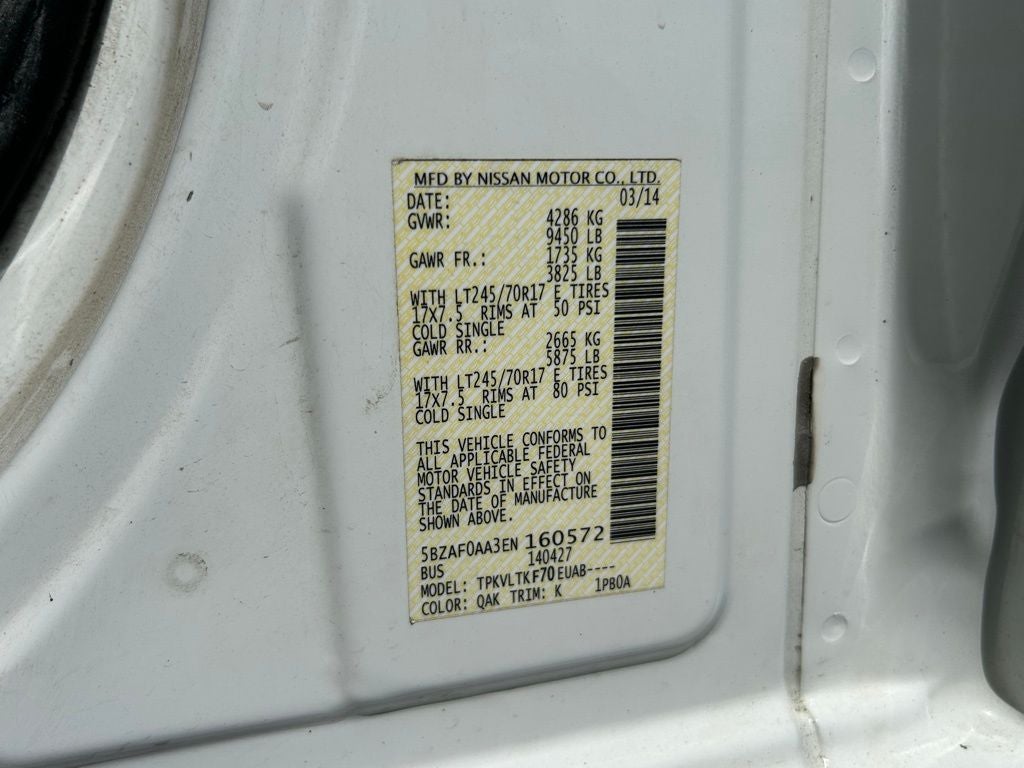 MFD BY NISSAN MOTOR CO., LTD.
DATE: 03/14
GVWR: 4286 KG
9450 LB
GAWR FR.: 1735 KG
3825 LB
WITH LT245/70R17 E TIRES
17X7.5 RIMS AT 50 PSI
COLD SINGLE
GAWR RR.: 2665 KG
5875 LB
WITH LT245/70R17 E TIRES
17X7.5 RIMS AT 80 PSI
COLD SINGLE
THIS VEHICLE CONFORMS TO
ALL APPLICABLE FEDERAL
MOTOR VEHICLE SAFETY
STANDARDS IN EFFECT ON
THE DATE OF MANUFACTURE
SHOWN ABOVE.
5BZAF0AA3EN160572
BUS 140427
MODEL: TPKVLTKF70EUAB----
COLOR: QAK TRIM: K 1PB0A